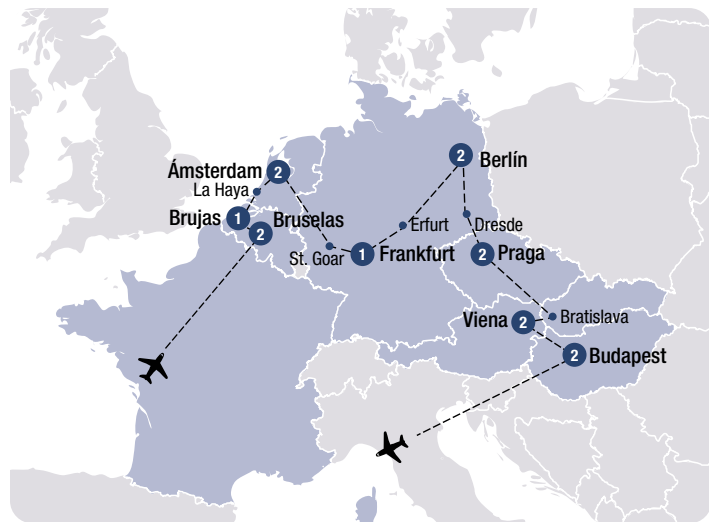 2 Berlín
Ámsterdam 2
La Haya
Brujas 1 Bruselas
2
Erfurt
Dresde
St. Goar 1 Frankfurt
2 Praga
Viena 2 Bratislava
2 Budapest